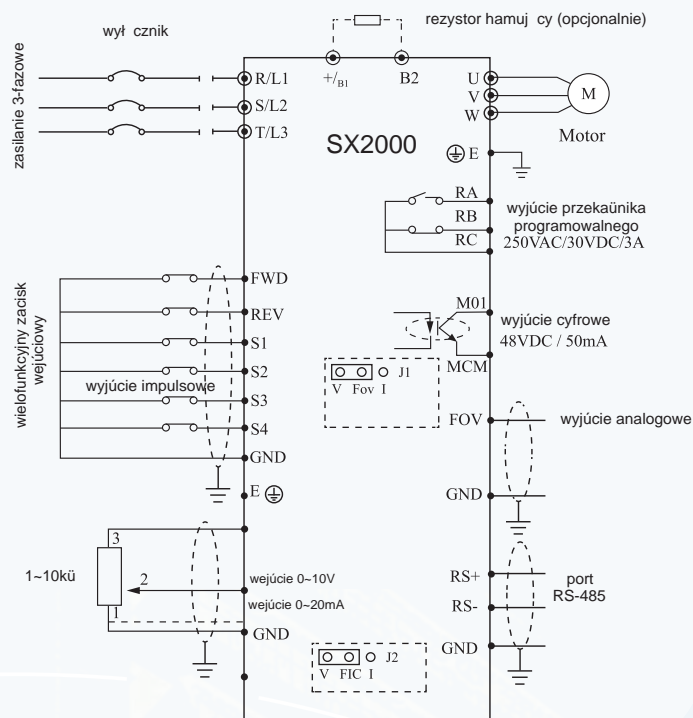 rezystor hamuj cy (opcjonalnie)
wył cznik
zasilanie 3-fazowe
R/L1
S/L2
T/L3
+/B1
B2
U
V
W
M
Motor
SX2000
E
RA
RB
RC
wyjúcie przekaünika
programowalnego
250VAC/30VDC/3A
wielofunkcyjny zacisk
wejúciowy
FWD
REV
S1
S2
wyjúcie impulsowe
S3
S4
GND
E
M01
MCM
wyjúcie cyfrowe
48VDC / 50mA
J1
V Fov I
FOV
wyjúcie analogowe
GND
3
2
1
1~10kü
wejúcie 0~10V
wejúcie 0~20mA
GND
RS+
RS-
port
RS-485
GND
J2
V FIC I